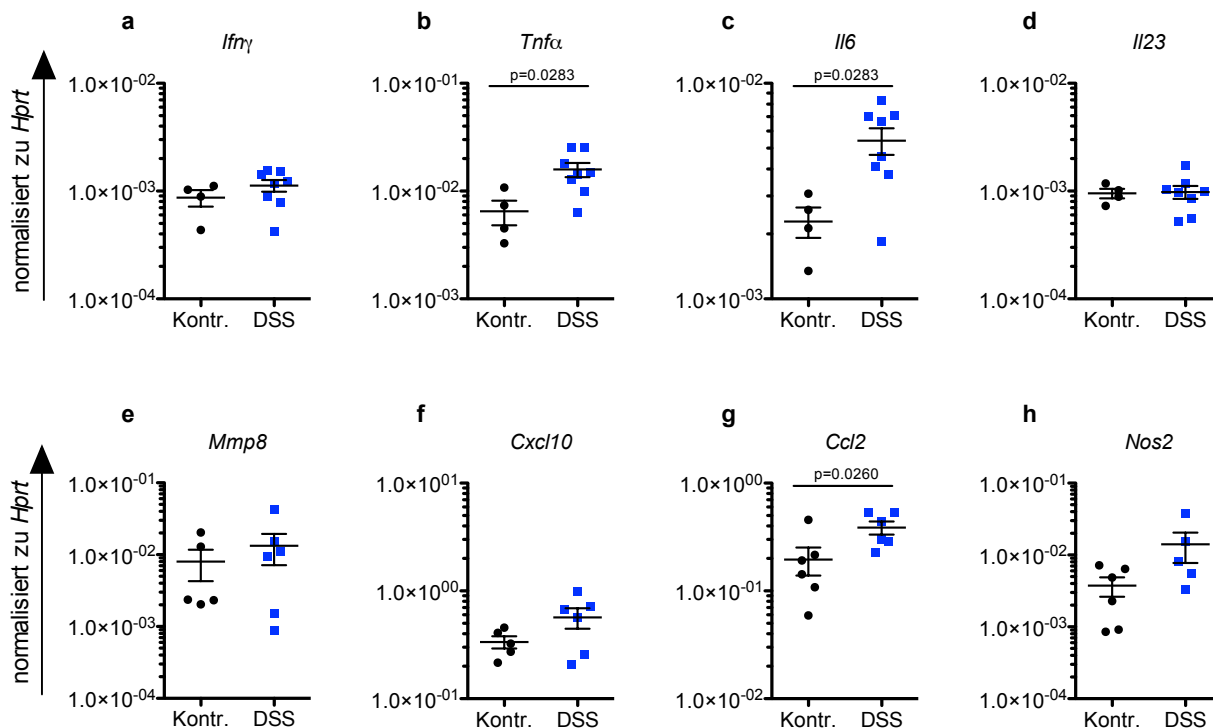 a b c d
Ifnγ Tnfα Il6 Il23
p=0.0283 p=0.0283
normalisiert zu Hprt
1.0×10⁻⁰² 1.0×10⁻⁰¹ 1.0×10⁻⁰² 1.0×10⁻⁰²
1.0×10⁻⁰³ 1.0×10⁻⁰² 1.0×10⁻⁰³
1.0×10⁻⁰⁴ 1.0×10⁻⁰³ 1.0×10⁻⁰³ 1.0×10⁻⁰⁴
Kontr. DSS Kontr. DSS Kontr. DSS Kontr. DSS
e f g h
Mmp8 Cxcl10 Ccl2 Nos2
p=0.0260
normalisiert zu Hprt
1.0×10⁻⁰¹ 1.0×10⁰¹ 1.0×10⁰⁰ 1.0×10⁻⁰¹
1.0×10⁻⁰² 1.0×10⁰⁰ 1.0×10⁻⁰¹ 1.0×10⁻⁰²
1.0×10⁻⁰³ 1.0×10⁻⁰³
1.0×10⁻⁰⁴ 1.0×10⁻⁰¹ 1.0×10⁻⁰² 1.0×10⁻⁰⁴
Kontr. DSS Kontr. DSS Kontr. DSS Kontr. DSS